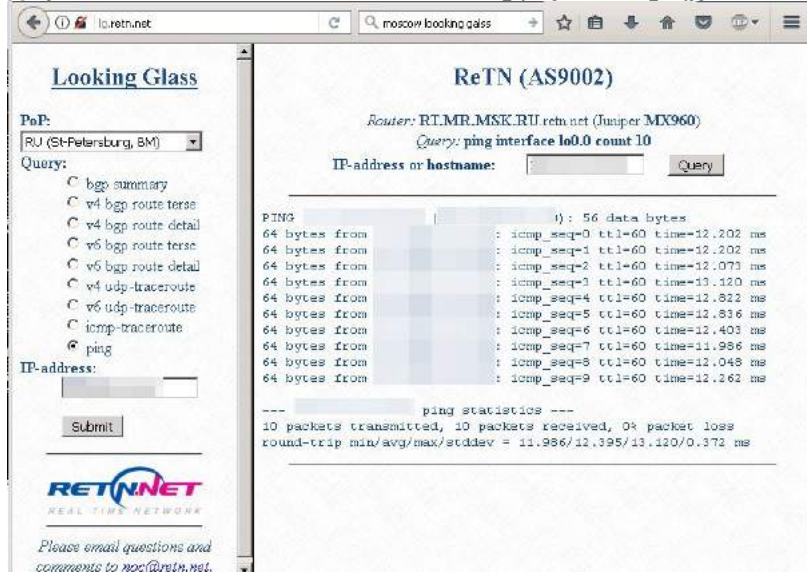 lg.retn.net
moscow looking galss
Looking Glass
PoP:
RU (St-Petersburg, BM)
Query:
bgp summary
v4 bgp route terse
v4 bgp route detail
v6 bgp route terse
v6 bgp route detail
v4 udp-traceroute
v6 udp-traceroute
icmp-traceroute
ping
IP-address:
Submit
RETN.NET
REAL TIME NETWORK
Please email questions and
comments to noc@retn.net.
ReTN (AS9002)
Router: RT.MR.MSK.RU.retn.net (Juniper MX960)
Query: ping interface lo0.0 count 10
IP-address or hostname:
Query
PING ( ): 56 data bytes
64 bytes from : icmp_seq=0 ttl=60 time=12.202 ms
64 bytes from : icmp_seq=1 ttl=60 time=12.202 ms
64 bytes from : icmp_seq=2 ttl=60 time=12.073 ms
64 bytes from : icmp_seq=3 ttl=60 time=13.120 ms
64 bytes from : icmp_seq=4 ttl=60 time=12.822 ms
64 bytes from : icmp_seq=5 ttl=60 time=12.836 ms
64 bytes from : icmp_seq=6 ttl=60 time=12.403 ms
64 bytes from : icmp_seq=7 ttl=60 time=11.986 ms
64 bytes from : icmp_seq=8 ttl=60 time=12.048 ms
64 bytes from : icmp_seq=9 ttl=60 time=12.262 ms
--- ping statistics ---
10 packets transmitted, 10 packets received, 0% packet loss
round-trip min/avg/max/stddev = 11.986/12.395/13.120/0.372 ms